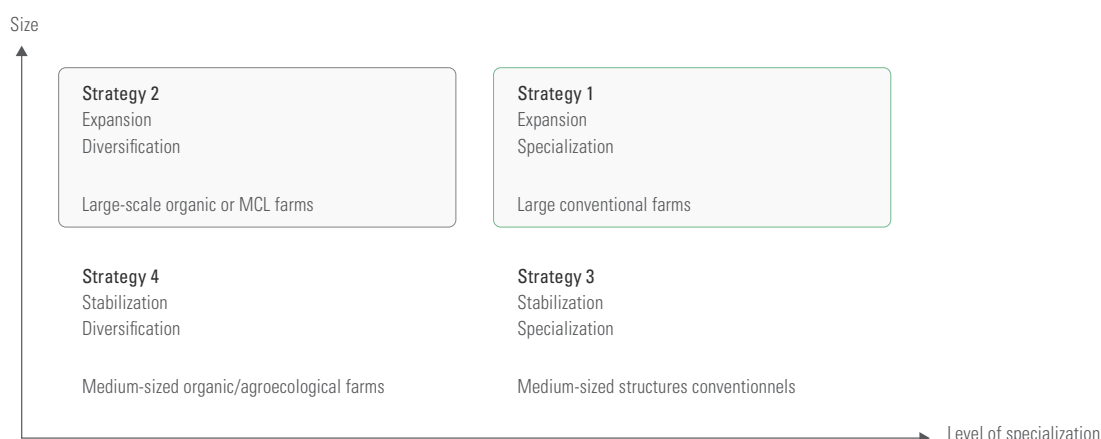 Size
Strategy 2
Expansion
Diversification
Large-scale organic or MCL farms
Strategy 1
Expansion
Specialization
Large conventional farms
Strategy 4
Stabilization
Diversification
Medium-sized organic/agroecological farms
Strategy 3
Stabilization
Specialization
Medium-sized structures conventionnels
Level of specialization